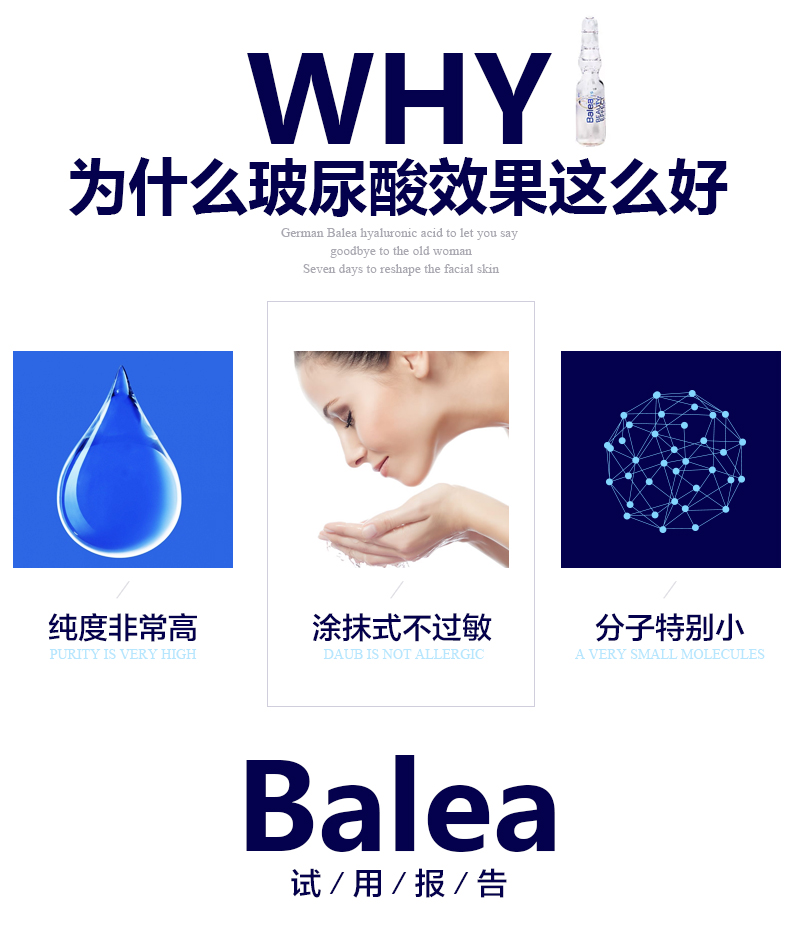 WHY
Balea
BEAUTY
EFFECT
为什么玻尿酸效果这么好
German Balea hyaluronic acid to let you say
goodbye to the old woman
Seven days to reshape the facial skin
纯度非常高
PURITY IS VERY HIGH
涂抹式不过敏
DAUB IS NOT ALLERGIC
分子特别小
A VERY SMALL MOLECULES
Balea
试/用/报/告